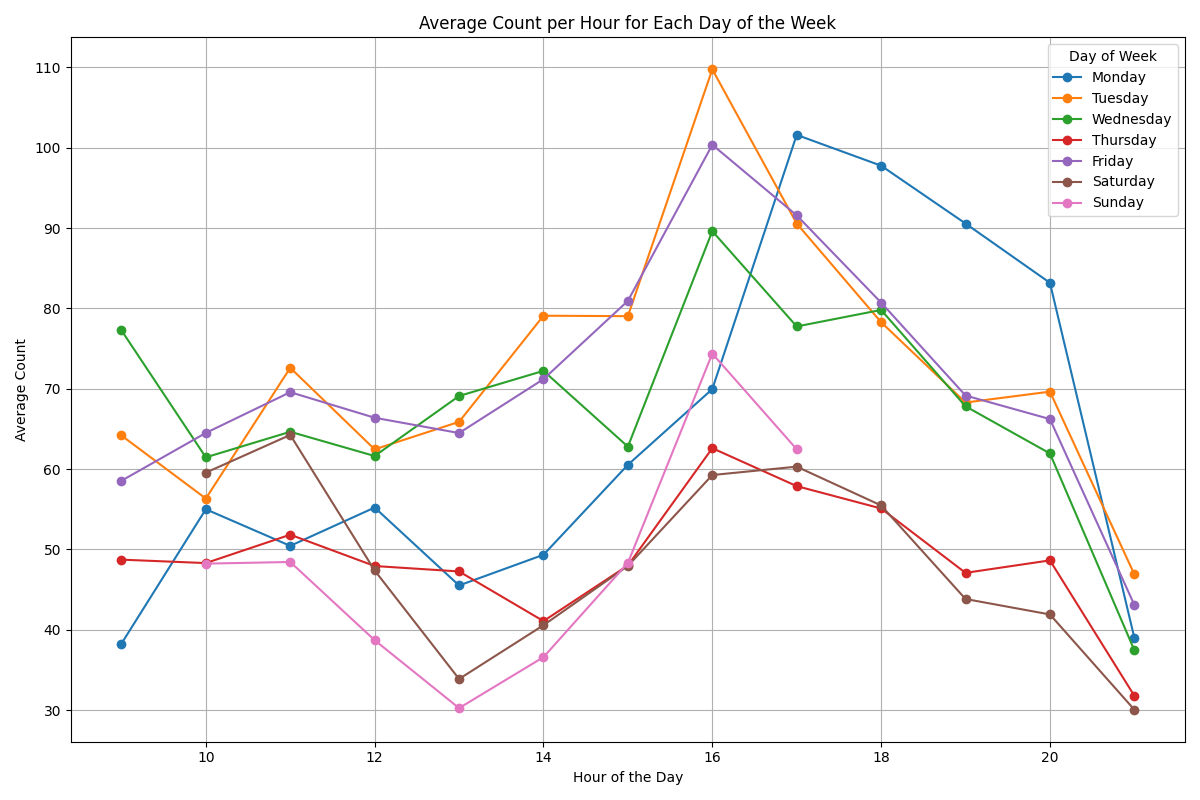 Average Count per Hour for Each Day of the Week
Day of Week
Monday
Tuesday
Wednesday
Thursday
Friday
Saturday
Sunday
Average Count
110
100
90
80
70
60
50
40
30
10 12 14 16 18 20
Hour of the Day